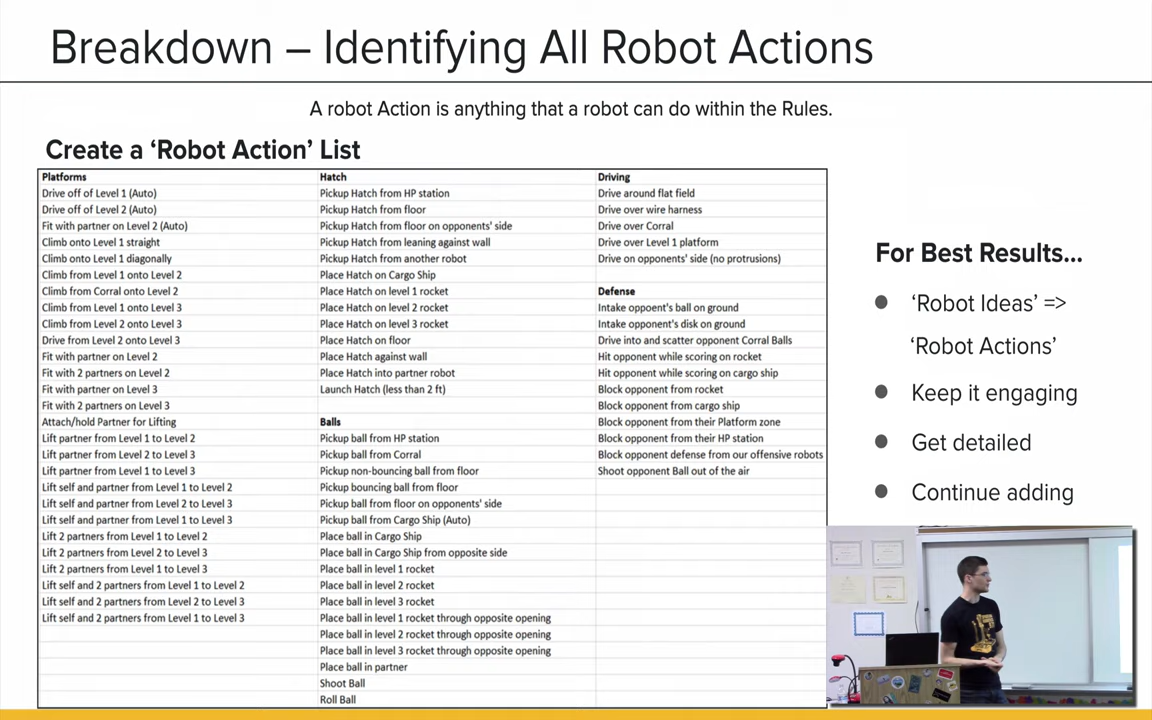 Breakdown – Identifying All Robot Actions
A robot Action is anything that a robot can do within the Rules.
Create a ‘Robot Action’ List
Platforms
Drive off of Level 1 (Auto)
Drive off of Level 2 (Auto)
Fit with partner on Level 2 (Auto)
Climb onto Level 1 straight
Climb onto Level 1 diagonally
Climb from Level 1 onto Level 2
Climb from Corral onto Level 2
Climb from Level 1 onto Level 3
Climb from Level 2 onto Level 3
Drive from Level 2 onto Level 3
Fit with partner on Level 2
Fit with 2 partners on Level 2
Fit with partner on Level 3
Fit with 2 partners on Level 3
Attach/hold Partner for Lifting
Lift partner from Level 1 to Level 2
Lift partner from Level 2 to Level 3
Lift partner from Level 1 to Level 3
Lift self and partner from Level 1 to Level 2
Lift self and partner from Level 2 to Level 3
Lift self and partner from Level 1 to Level 3
Lift 2 partners from Level 1 to Level 2
Lift 2 partners from Level 2 to Level 3
Lift 2 partners from Level 1 to Level 3
Lift self and 2 partners from Level 1 to Level 2
Lift self and 2 partners from Level 2 to Level 3
Lift self and 2 partners from Level 1 to Level 3
Hatch
Pickup Hatch from HP station
Pickup Hatch from floor
Pickup Hatch from floor on opponents' side
Pickup Hatch from leaning against wall
Pickup Hatch from another robot
Place Hatch on Cargo Ship
Place Hatch on level 1 rocket
Place Hatch on level 2 rocket
Place Hatch on level 3 rocket
Place Hatch on floor
Place Hatch against wall
Place Hatch into partner robot
Launch Hatch (less than 2 ft)
Balls
Pickup ball from HP station
Pickup ball from Corral
Pickup non-bouncing ball from floor
Pickup bouncing ball from floor
Pickup ball from floor on opponents' side
Pickup ball from Cargo Ship (Auto)
Place ball in Cargo Ship
Place ball in Cargo Ship from opposite side
Place ball in level 1 rocket
Place ball in level 2 rocket
Place ball in level 3 rocket
Place ball in level 1 rocket through opposite opening
Place ball in level 2 rocket through opposite opening
Place ball in level 3 rocket through opposite opening
Place ball in partner
Shoot Ball
Roll Ball
Driving
Drive around flat field
Drive over wire harness
Drive over Corral
Drive over Level 1 platform
Drive on opponents' side (no protrusions)
Defense
Intake oppoent's ball on ground
Intake opponent's disk on ground
Drive into and scatter opponent Corral Balls
Hit opponent while scoring on rocket
Hit opponent while scoring on cargo ship
Block opponent from rocket
Block opponent from cargo ship
Block opponent from their Platform zone
Block opponent from their HP station
Block opponent defense from our offensive robots
Shoot opponent Ball out of the air
For Best Results...
‘Robot Ideas’ =>
‘Robot Actions’
Keep it engaging
Get detailed
Continue adding